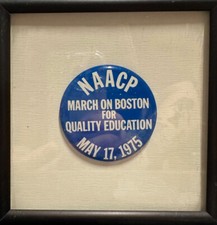 NAACP
MARCH ON BOSTON
FOR
QUALITY EDUCATION
MAY 17, 1975